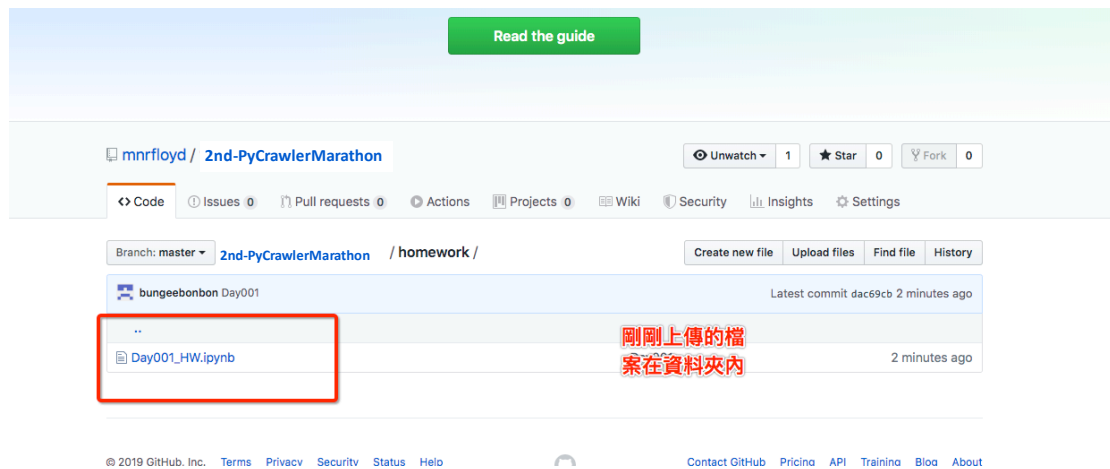 Read the guide
mnrfloyd / 2nd-PyCrawlerMarathon
Unwatch 1 Star 0 Fork 0
Code Issues 0 Pull requests 0 Actions Projects 0 Wiki Security Insights Settings
Branch: master 2nd-PyCrawlerMarathon / homework / Create new file Upload files Find file History
bungeebonbon Day001 Latest commit dac69cb 2 minutes ago
..
Day001_HW.ipynb 2 minutes ago
剛剛上傳的檔
案在資料夾內
© 2019 GitHub, Inc. Terms Privacy Security Status Help Contact GitHub Pricing API Training Blog About